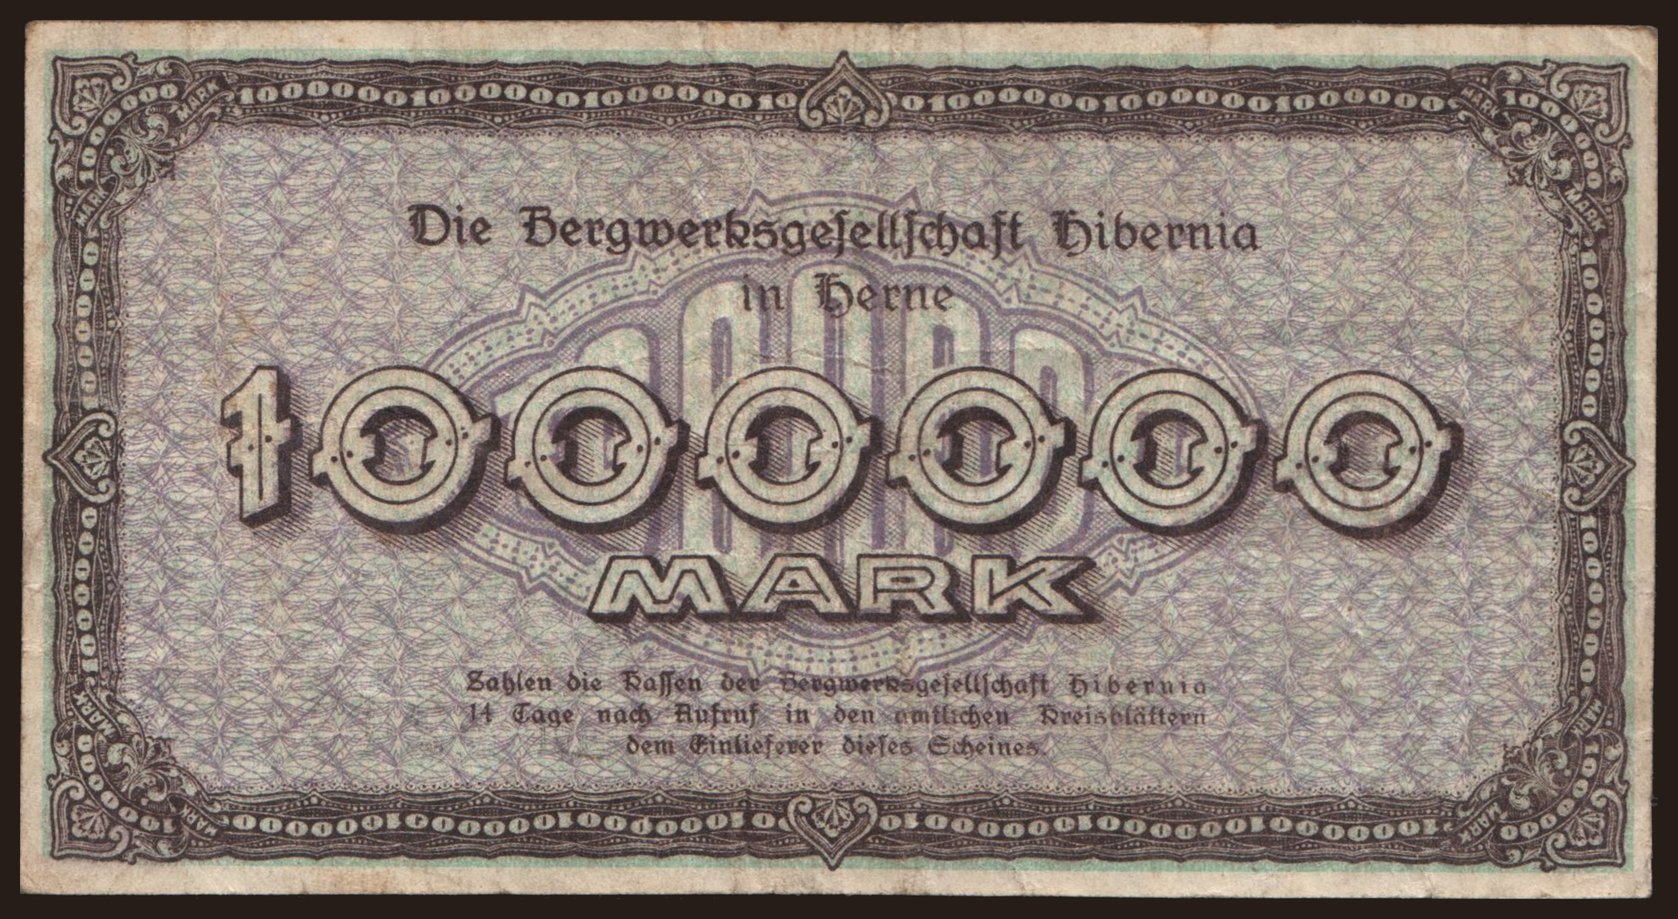 Die Bergwerksgesellschaft Hibernia
in Herne
1000000
MARK
Zahlen die Kassen der Bergwerksgesellschaft Hibernia
14 Tage nach Aufruf in den amtlichen Kreisblättern
dem Einlieferer dieses Scheines.